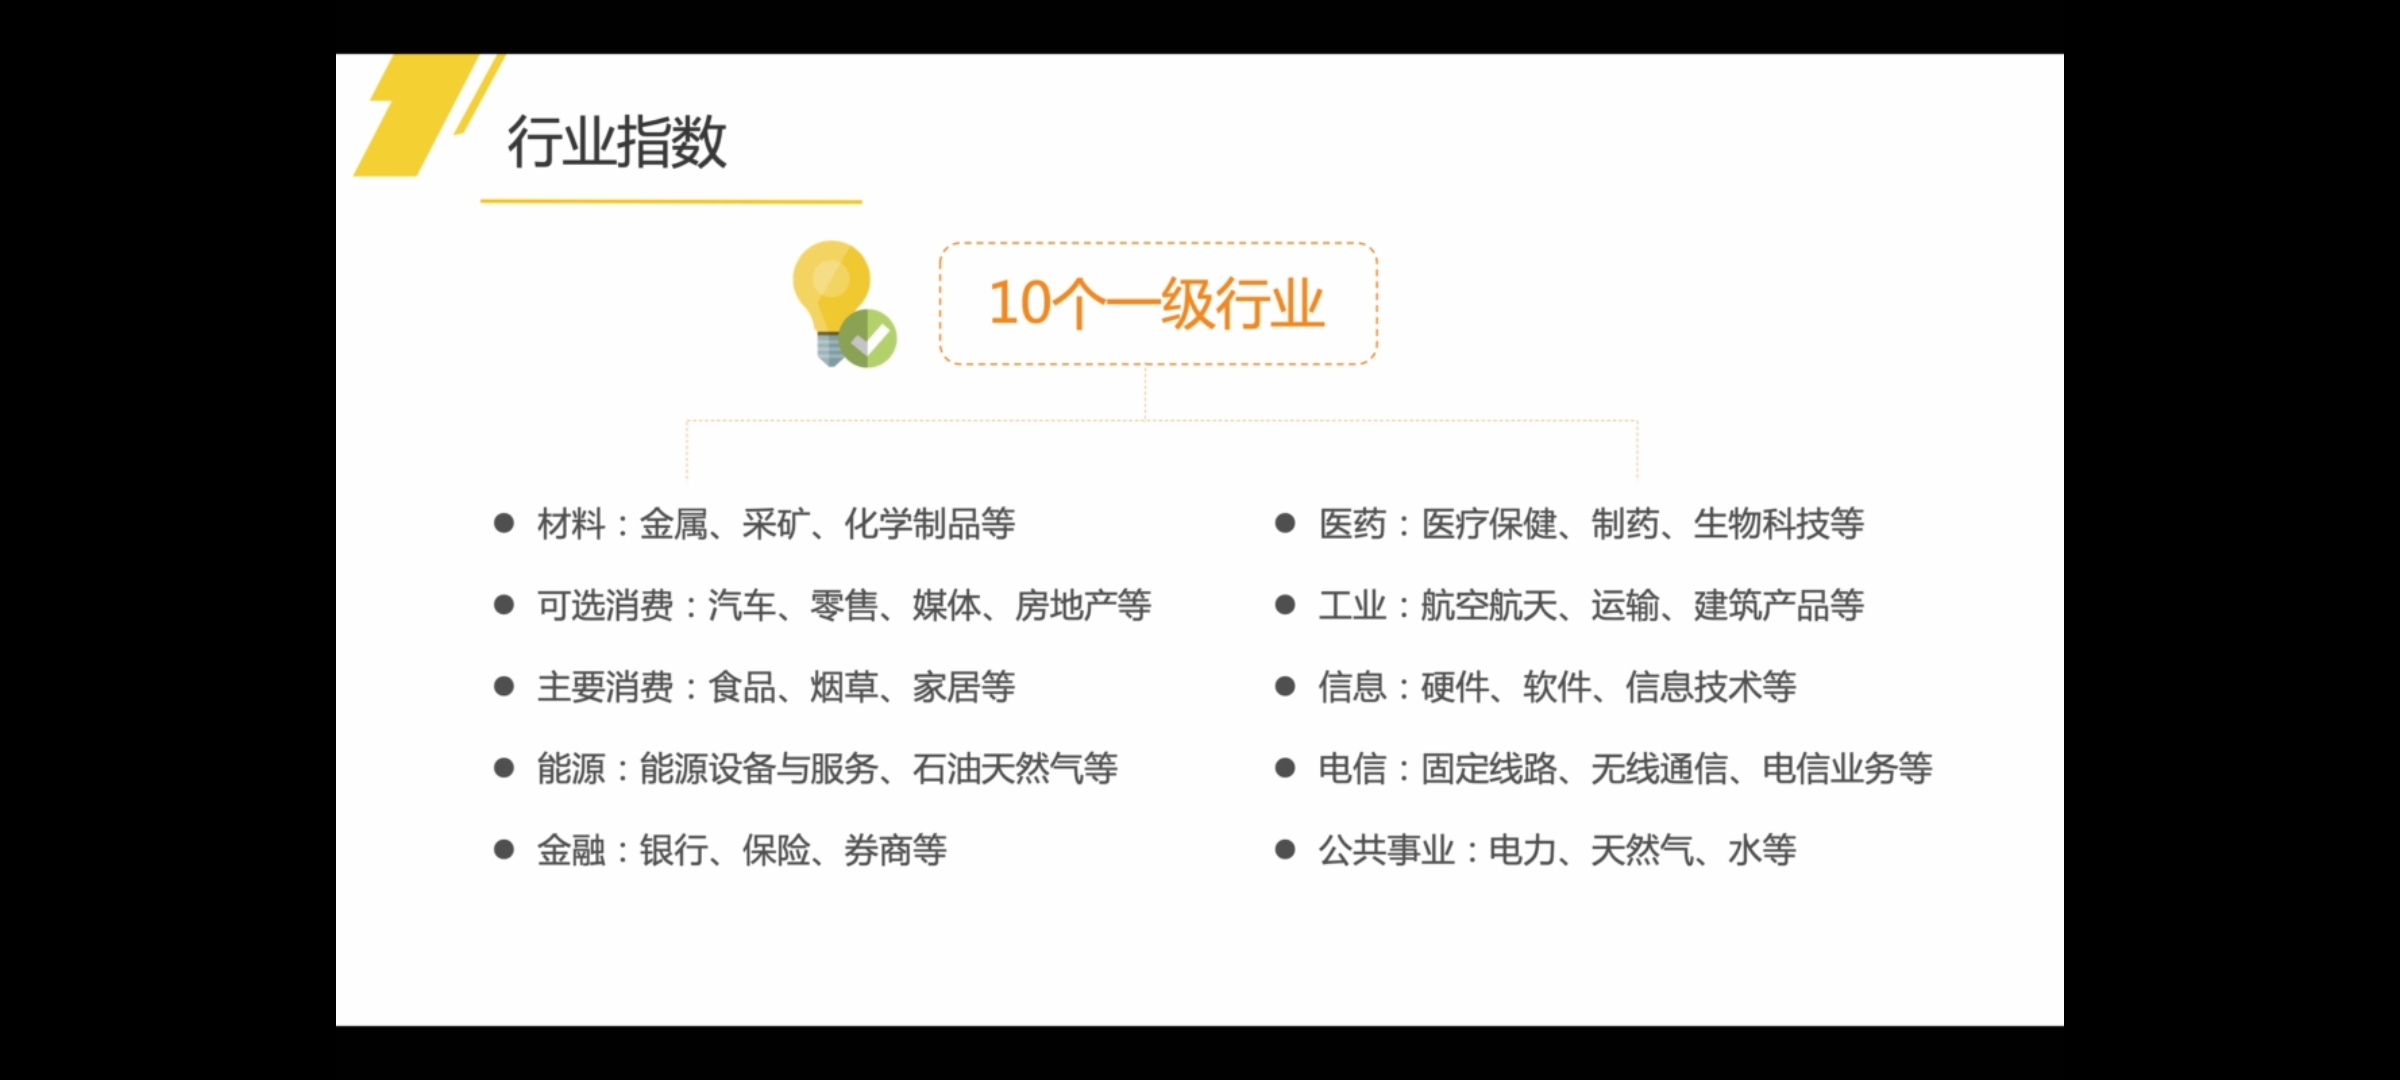 行业指数
10个一级行业
● 材料：金属、采矿、化学制品等
● 可选消费：汽车、零售、媒体、房地产等
● 主要消费：食品、烟草、家居等
● 能源：能源设备与服务、石油天然气等
● 金融：银行、保险、券商等
● 医药：医疗保健、制药、生物科技等
● 工业：航空航天、运输、建筑产品等
● 信息：硬件、软件、信息技术等
● 电信：固定线路、无线通信、电信业务等
● 公共事业：电力、天然气、水等